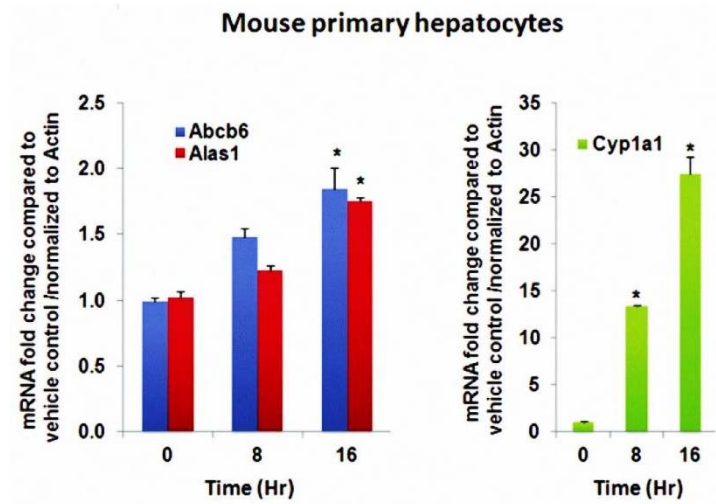 Mouse primary hepatocytes
mRNA fold change compared to
vehicle control /normalized to Actin
2.5
2.0
1.5
1.0
0.5
0.0
Abcb6
Alas1
*
*
0
8
16
Time (Hr)
mRNA fold change compared to
vehicle control /normalized to Actin
35
30
25
20
15
10
5
0
Cyp1a1
*
*
0
8
16
Time (Hr)